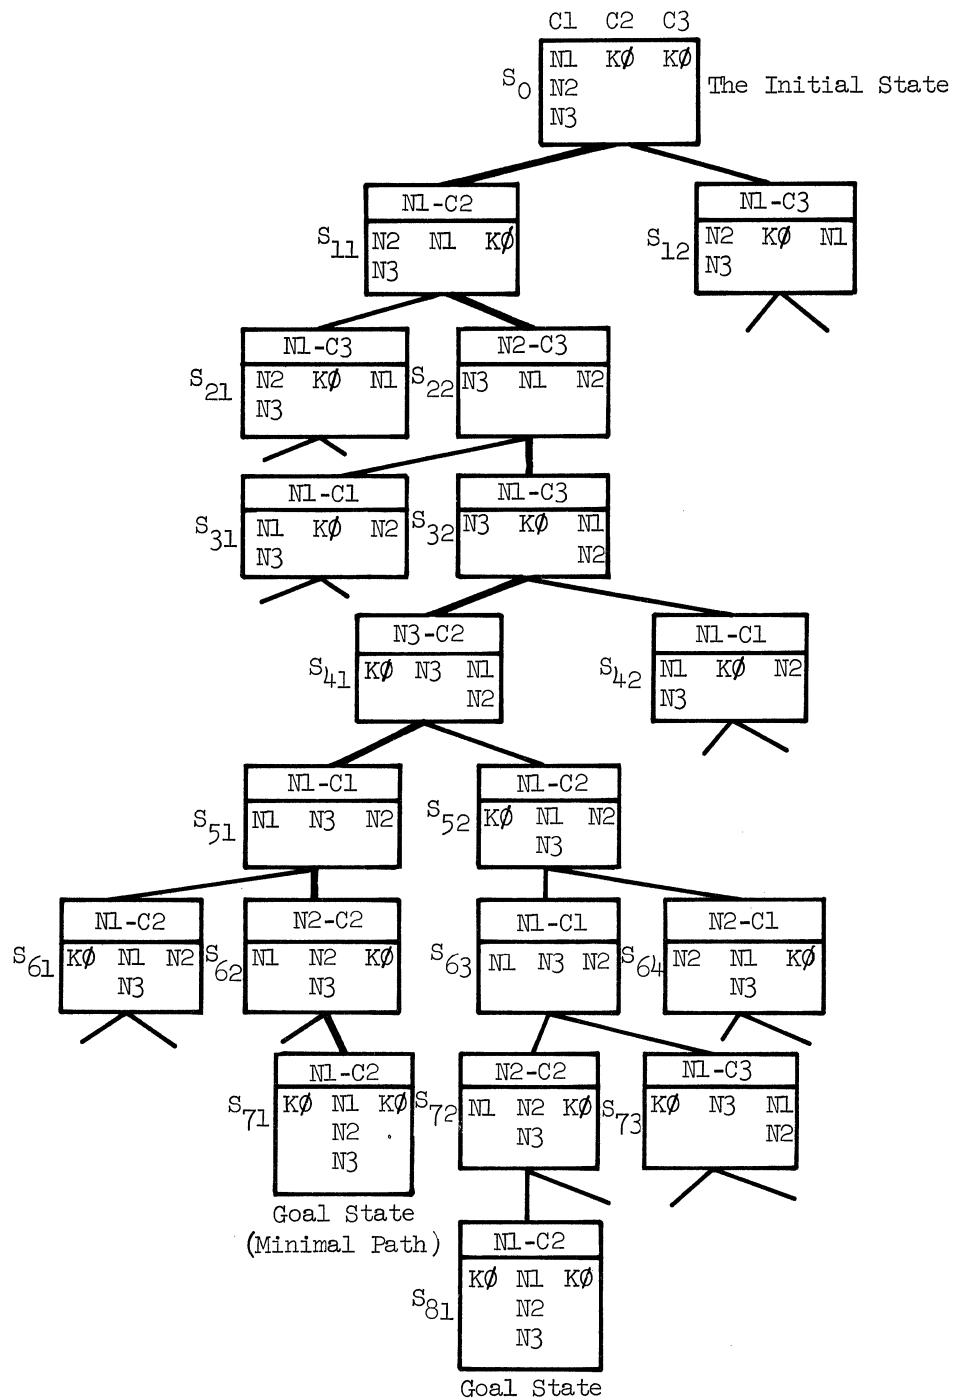 C1 C2 C3
N1 KØ KØ
S0 N2 The Initial State
N3
N1-C2
S11 N2 N1 KØ
N3
N1-C3
S12 N2 KØ N1
N3
N1-C3
S21 N2 KØ N1
N3
N2-C3
S22 N3 N1 N2
N1-C1
S31 N1 KØ N2
N3
N1-C3
S32 N3 KØ N1
N2
N3-C2
S41 KØ N3 N1
N2
N1-C1
S42 N1 KØ N2
N3
N1-C1
S51 N1 N3 N2
N1-C2
S52 KØ N1 N2
N3
N1-C2
S61 KØ N1 N2
N3
N2-C2
S62 N1 N2 KØ
N3
N1-C1
S63 N1 N3 N2
N2-C1
S64 N2 N1 KØ
N3
N1-C2
S71 KØ N1 KØ
N2
N3
Goal State
(Minimal Path)
N2-C2
S72 N1 N2 KØ
N3
N1-C3
S73 KØ N3 N1
N2
N1-C2
S81 KØ N1 KØ
N2
N3
Goal State